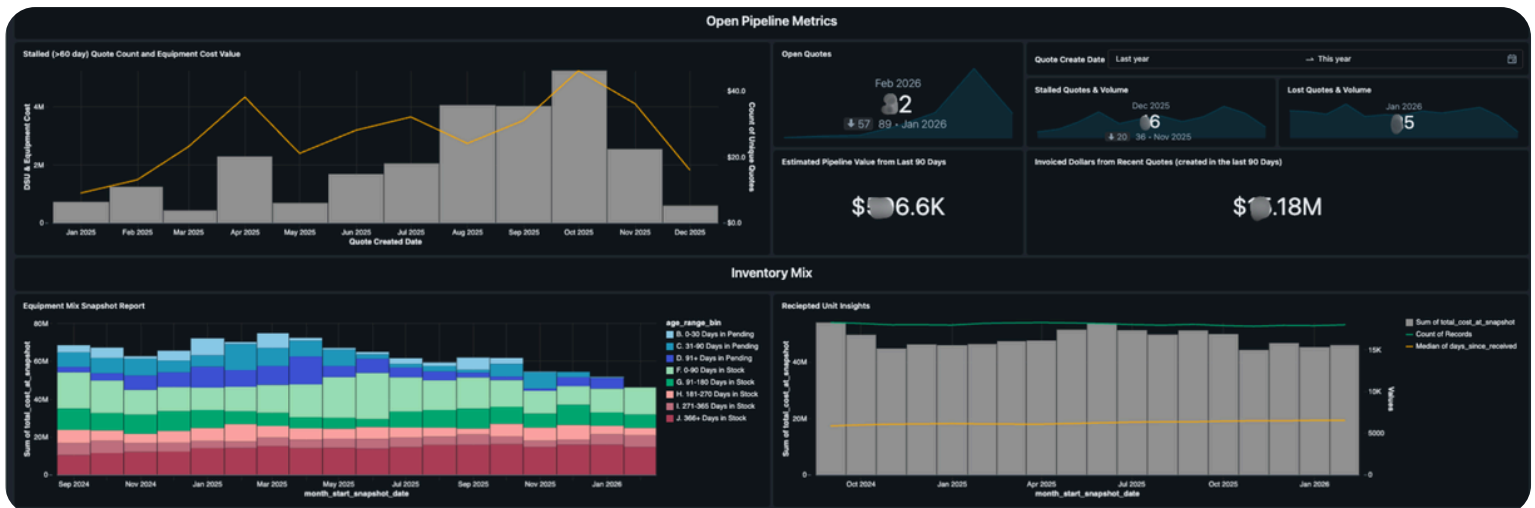 Open Pipeline Metrics
Stalled (>60 day) Quote Count and Equipment Cost Value
DSU & Equipment Cost
4M
2M
0
$40.0
$20.0
$0.0
Count of Unique Quotes
Jan 2025 Feb 2025 Mar 2025 Apr 2025 May 2025 Jun 2025 Jul 2025 Aug 2025 Sep 2025 Oct 2025 Nov 2025 Dec 2025
Quote Created Date
Open Quotes
Feb 2026
2
57 89 • Jan 2026
Quote Create Date Last year → This year
Stalled Quotes & Volume
Dec 2025
6
20 36 • Nov 2025
Lost Quotes & Volume
Jan 2026
5
Estimated Pipeline Value from Last 90 Days
$ 6.6K
Invoiced Dollars from Recent Quotes (created in the last 90 Days)
$ .18M
Inventory Mix
Equipment Mix Snapshot Report
Sum of total_cost_at_snapshot
80M
60M
40M
20M
0
Sep 2024 Nov 2024 Jan 2025 Mar 2025 May 2025 Jul 2025 Sep 2025 Nov 2025 Jan 2026
month_start_snapshot_date
age_range_bin
B. 0-30 Days in Pending
C. 31-90 Days in Pending
D. 91+ Days in Pending
F. 0-90 Days in Stock
G. 91-180 Days in Stock
H. 181-270 Days in Stock
I. 271-365 Days in Stock
J. 366+ Days in Stock
Reciepted Unit Insights
Sum of total_cost_at_snapshot
40M
20M
0
15K
10K
5000
0
Values
Oct 2024 Jan 2025 Apr 2025 Jul 2025 Oct 2025 Jan 2026
month_start_snapshot_date
Sum of total_cost_at_snapshot
Count of Records
Median of days_since_received